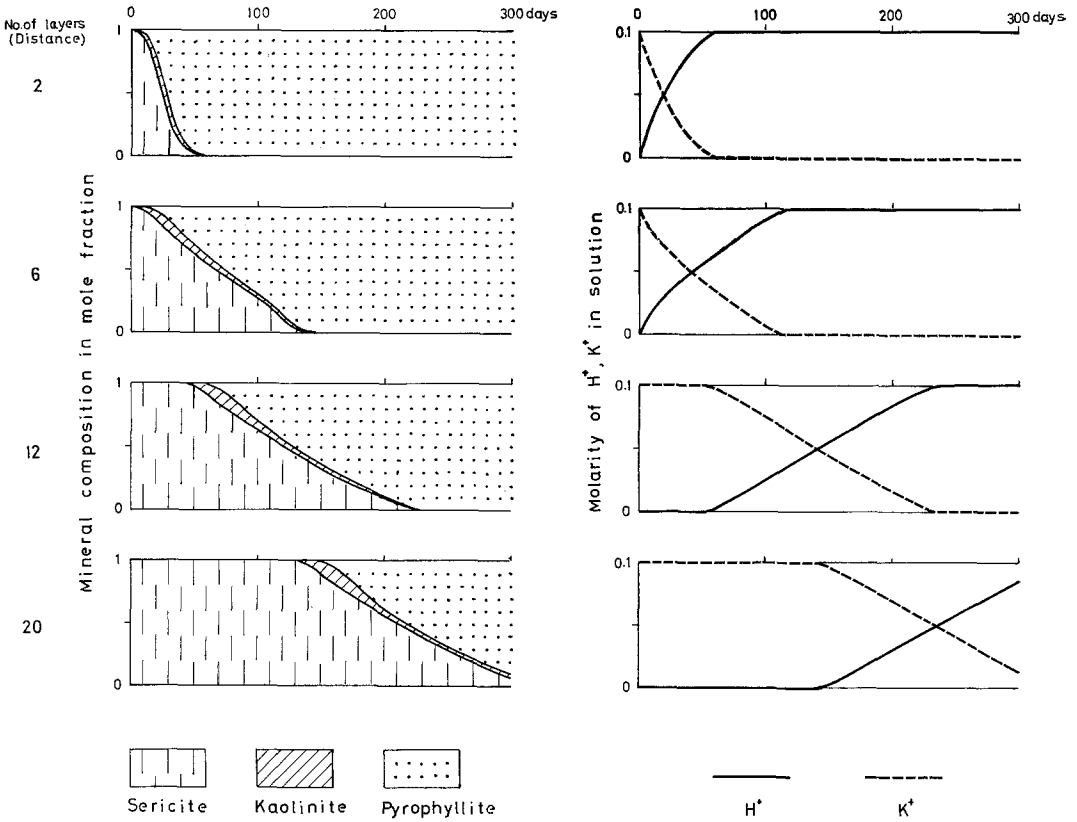 No. of layers
(Distance)
0 100 200 300 days
0 100 200 300 days
2
1
0
0.1
0
6
1
0
0.1
0
12
1
0
0.1
0
20
1
0
0.1
0
Mineral composition in mole fraction
Molarity of H+, K+ in solution
Sericite Kaolinite Pyrophyllite
H+ K+